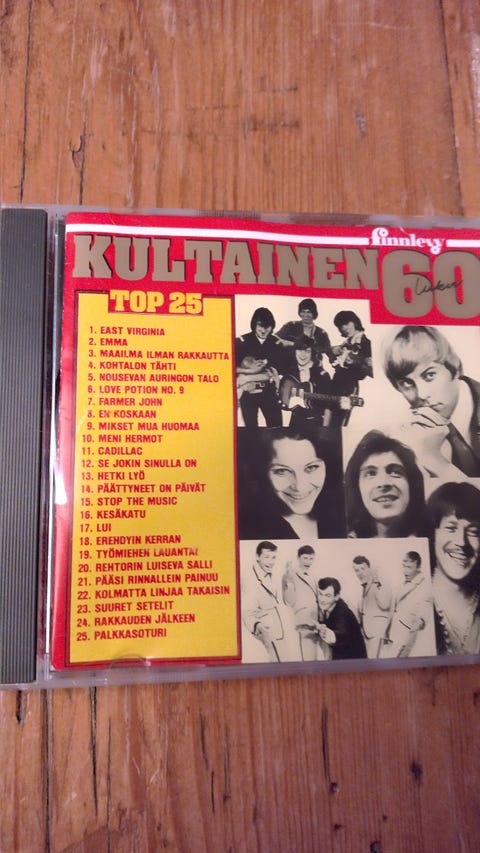 finnlevy
KULTAINEN 60
TOP 25
1. EAST VIRGINIA
2. EMMA
3. MAAILMA ILMAN RAKKAUTTA
4. KOHTALON TÄHTI
5. NOUSEVAN AURINGON TALO
6. LOVE POTION NO. 9
7. FARMER JOHN
8. EN KOSKAAN
9. MIKSET MUA HUOMAA
10. MENI HERMOT
11. CADILLAC
12. SE JOKIN SINULLA ON
13. HETKI LYÖ
14. PÄÄTTYNEET ON PÄIVÄT
15. STOP THE MUSIC
16. KESÄKATU
17. LUI
18. EREHDYIN KERRAN
19. TYÖMIEHEN LAUANTAI
20. REHTORIN LUISEVA SALLI
21. PÄÄSI RINNALLEIN PAINUU
22. KOLMATTA LINJAA TAKAISIN
23. SUURET SETELIT
24. RAKKAUDEN JÄLKEEN
25. PALKKASOTURI